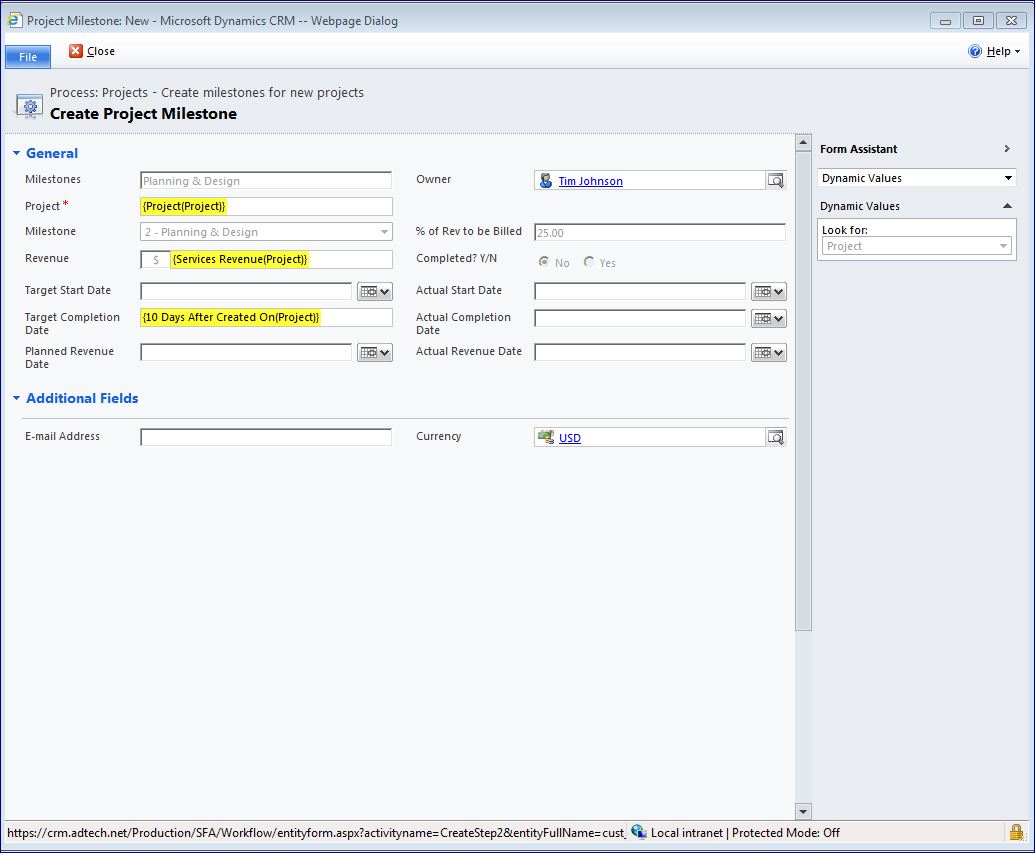 Project Milestone: New - Microsoft Dynamics CRM -- Webpage Dialog
File Close Help
Process: Projects - Create milestones for new projects
Create Project Milestone
General
Milestones Planning & Design Owner Tim Johnson
Project * {Project(Project)}
Milestone 2 - Planning & Design % of Rev to be Billed 25.00
Revenue $ {Services Revenue(Project)} Completed? Y/N No Yes
Target Start Date Actual Start Date
Target Completion Date {10 Days After Created On(Project)} Actual Completion Date
Planned Revenue Date Actual Revenue Date
Additional Fields
E-mail Address Currency USD
Form Assistant
Dynamic Values
Dynamic Values
Look for:
Project
https://crm.adtech.net/Production/SFA/Workflow/entityform.aspx?activityname=CreateStep2&entityFullName=cust_ Local intranet | Protected Mode: Off